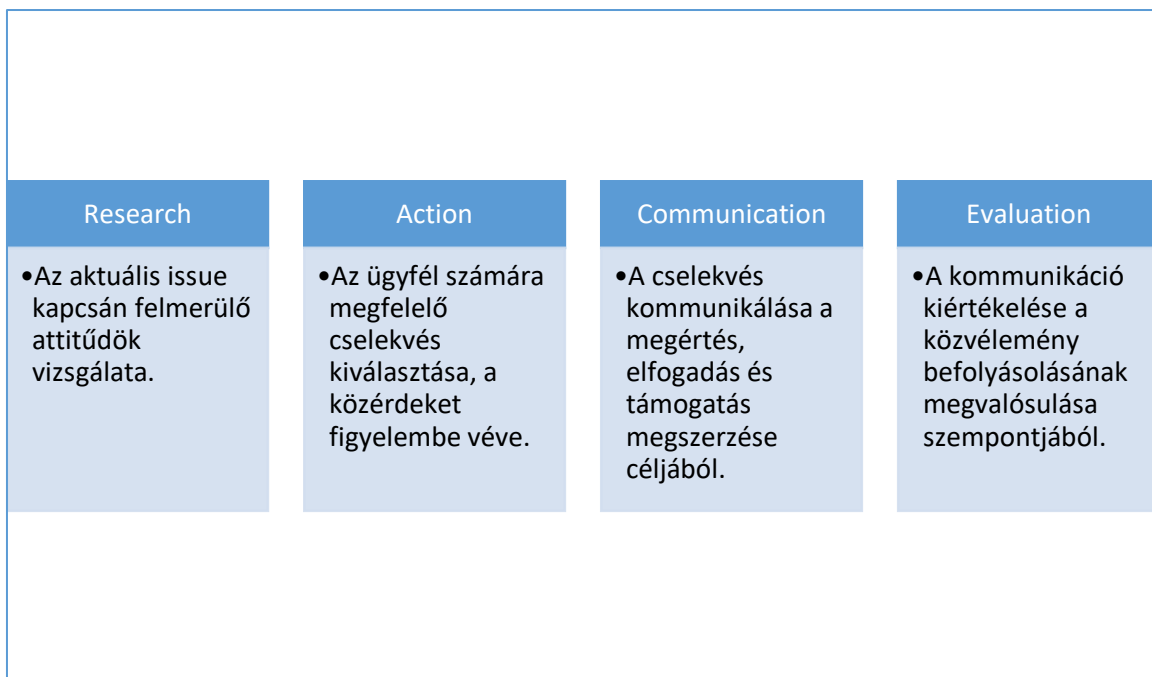 Research
•Az aktuális issue
kapcsán felmerülő
attitűdök
vizsgálata.
Action
•Az ügyfél számára
megfelelő
cselekvés
kiválasztása, a
közérdeket
figyelembe véve.
Communication
•A cselekvés
kommunikálása a
megértés,
elfogadás és
támogatás
megszerzése
céljából.
Evaluation
•A kommunikáció
kiértékelése a
közvélemény
befolyásolásának
megvalósulása
szempontjából.